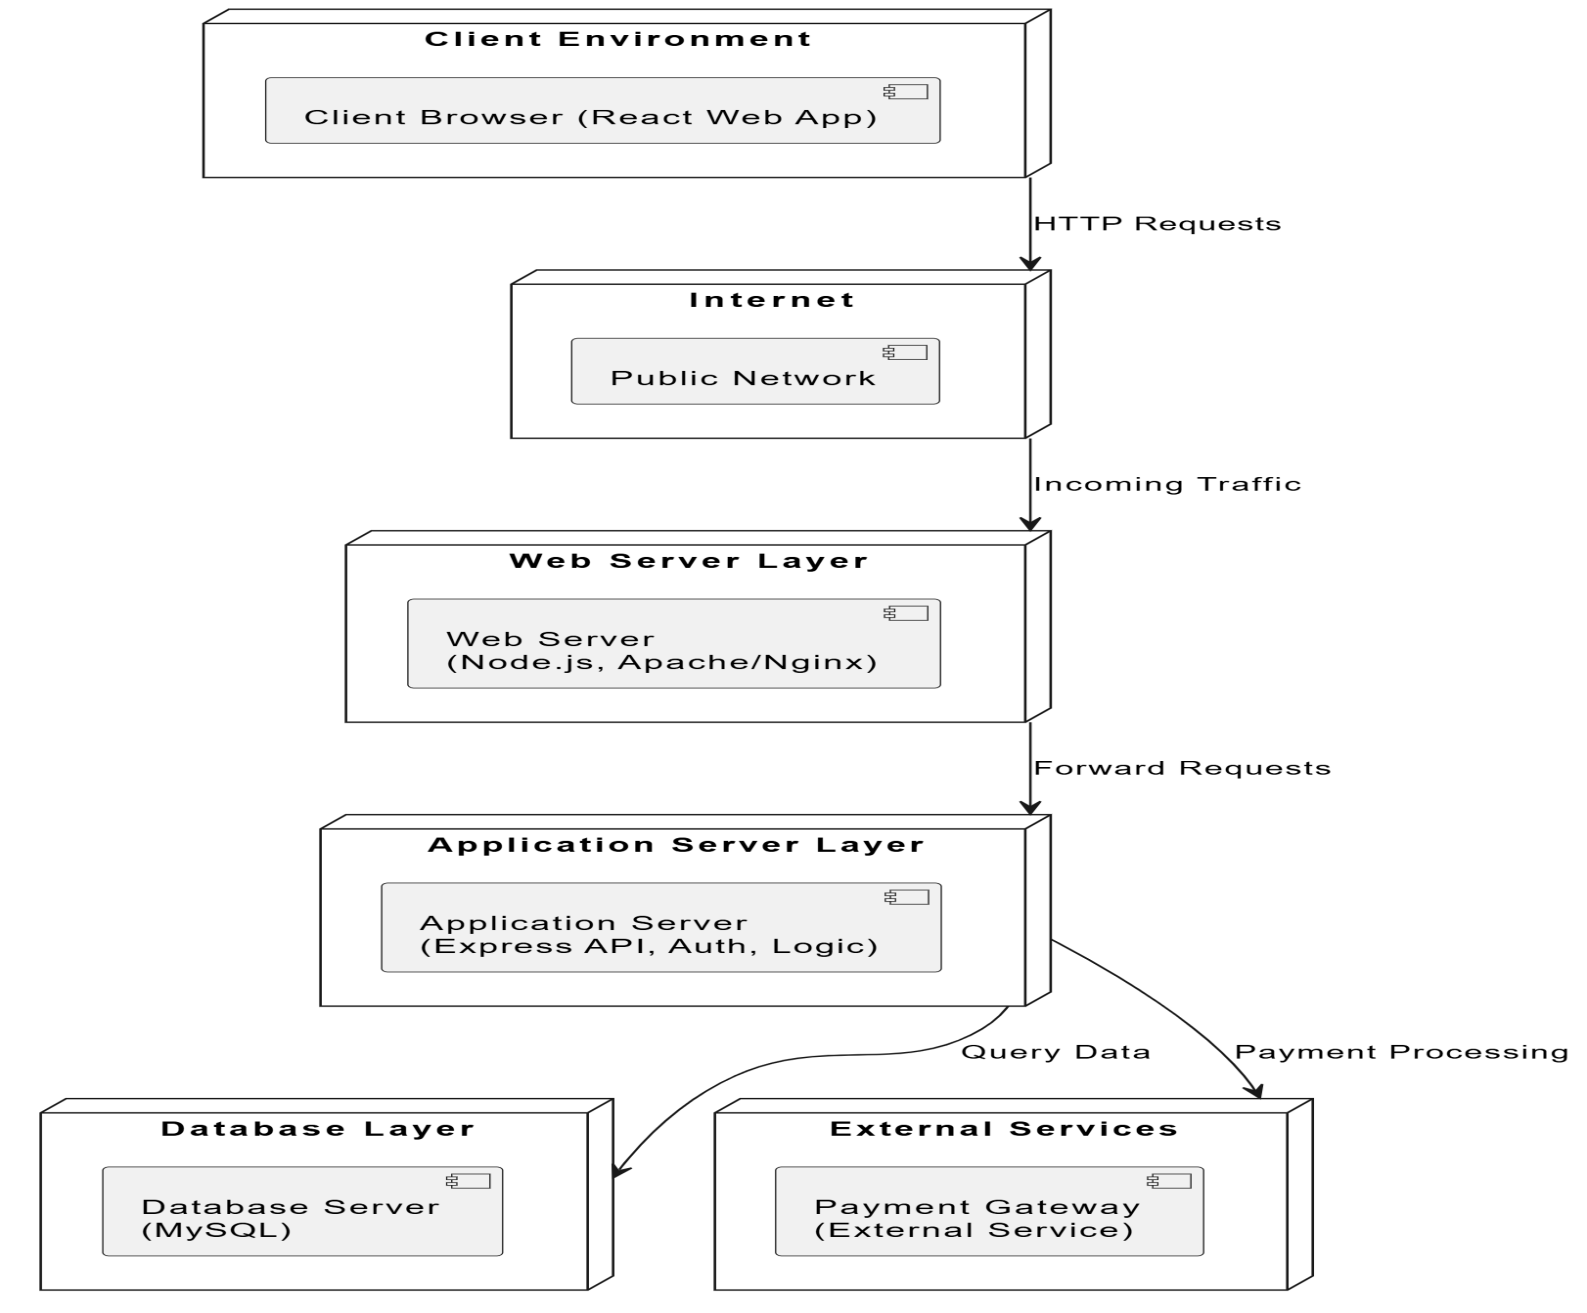 Client Environment
Client Browser (React Web App)
HTTP Requests
Internet
Public Network
Incoming Traffic
Web Server Layer
Web Server
(Node.js, Apache/Nginx)
Forward Requests
Application Server Layer
Application Server
(Express API, Auth, Logic)
Query Data
Payment Processing
Database Layer
Database Server
(MySQL)
External Services
Payment Gateway
(External Service)